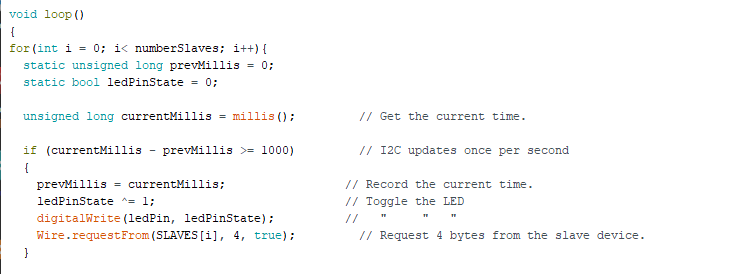 void loop()
{
for(int i = 0; i< numberSlaves; i++){
  static unsigned long prevMillis = 0;
  static bool ledPinState = 0;

  unsigned long currentMillis = millis();         // Get the current time.

  if (currentMillis - prevMillis >= 1000)         // I2C updates once per second
  {
    prevMillis = currentMillis;                 // Record the current time.
    ledPinState ^= 1;                           // Toggle the LED
    digitalWrite(ledPin, ledPinState);          //   "     "   "
    Wire.requestFrom(SLAVES[i], 4, true);         // Request 4 bytes from the slave device.
  }